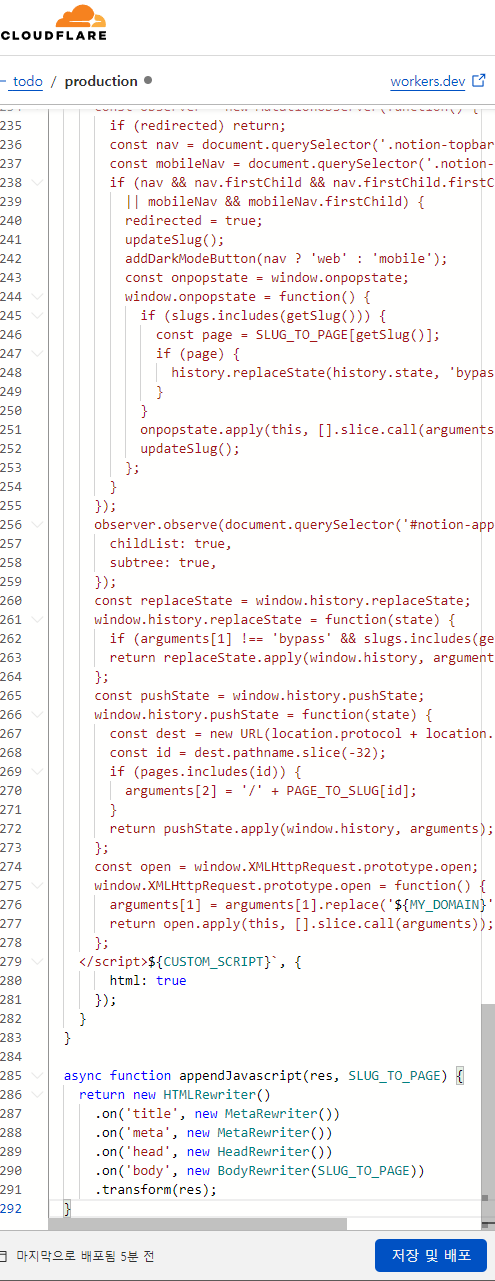 CLOUDFLARE
todo / production
workers.dev
235 if (redirected) return;
236 const nav = document.querySelector('.notion-topbar
237 const mobileNav = document.querySelector('.notion-
238 if (nav && nav.firstChild && nav.firstChild.firstC
239 || mobileNav && mobileNav.firstChild) {
240 redirected = true;
241 updateSlug();
242 addDarkModeButton(nav ? 'web' : 'mobile');
243 const onpopstate = window.onpopstate;
244 window.onpopstate = function() {
245 if (slugs.includes(getSlug())) {
246 const page = SLUG_TO_PAGE[getSlug()];
247 if (page) {
248 history.replaceState(history.state, 'bypas
249 }
250 }
251 onpopstate.apply(this, [].slice.call(arguments
252 updateSlug();
253 };
254 }
255 });
256 observer.observe(document.querySelector('#notion-app
257 childList: true,
258 subtree: true,
259 });
260 const replaceState = window.history.replaceState;
261 window.history.replaceState = function(state) {
262 if (arguments[1] !== 'bypass' && slugs.includes(ge
263 return replaceState.apply(window.history, argument
264 };
265 const pushState = window.history.pushState;
266 window.history.pushState = function(state) {
267 const dest = new URL(location.protocol + location.
268 const id = dest.pathname.slice(-32);
269 if (pages.includes(id)) {
270 arguments[2] = '/' + PAGE_TO_SLUG[id];
271 }
272 return pushState.apply(window.history, arguments);
273 };
274 const open = window.XMLHttpRequest.prototype.open;
275 window.XMLHttpRequest.prototype.open = function() {
276 arguments[1] = arguments[1].replace('${MY_DOMAIN}'
277 return open.apply(this, [].slice.call(arguments));
278 };
279 </script>${CUSTOM_SCRIPT}`, {
280 html: true
281 });
282 }
283 }
284
285 async function appendJavascript(res, SLUG_TO_PAGE) {
286 return new HTMLRewriter()
287 .on('title', new MetaRewriter())
288 .on('meta', new MetaRewriter())
289 .on('head', new HeadRewriter())
290 .on('body', new BodyRewriter(SLUG_TO_PAGE))
291 .transform(res);
292 }
마지막으로 배포됨 5분 전
저장 및 배포